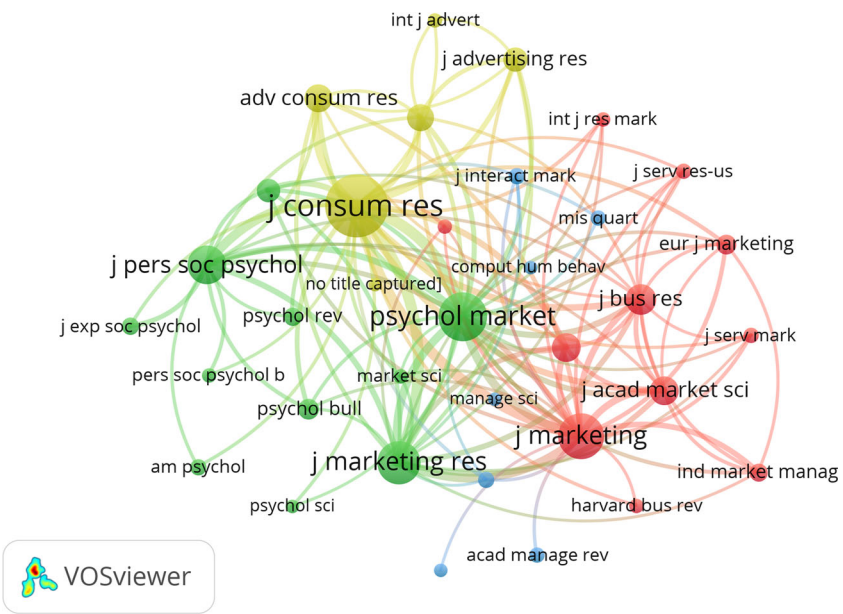 int j advert
j advertising res
adv consum res
int j res mark
j serv res-us
j interact mark
j consum res
mis quart
eur j marketing
j pers soc psychol
comput hum behav
no title captured]
j bus res
psychol rev
psychol market
j exp soc psychol
j serv mark
pers soc psychol b
market sci
j acad market sci
manage sci
psychol bull
j marketing
j marketing res
am psychol
ind market manag
psychol sci
harvard bus rev
acad manage rev
VOSviewer